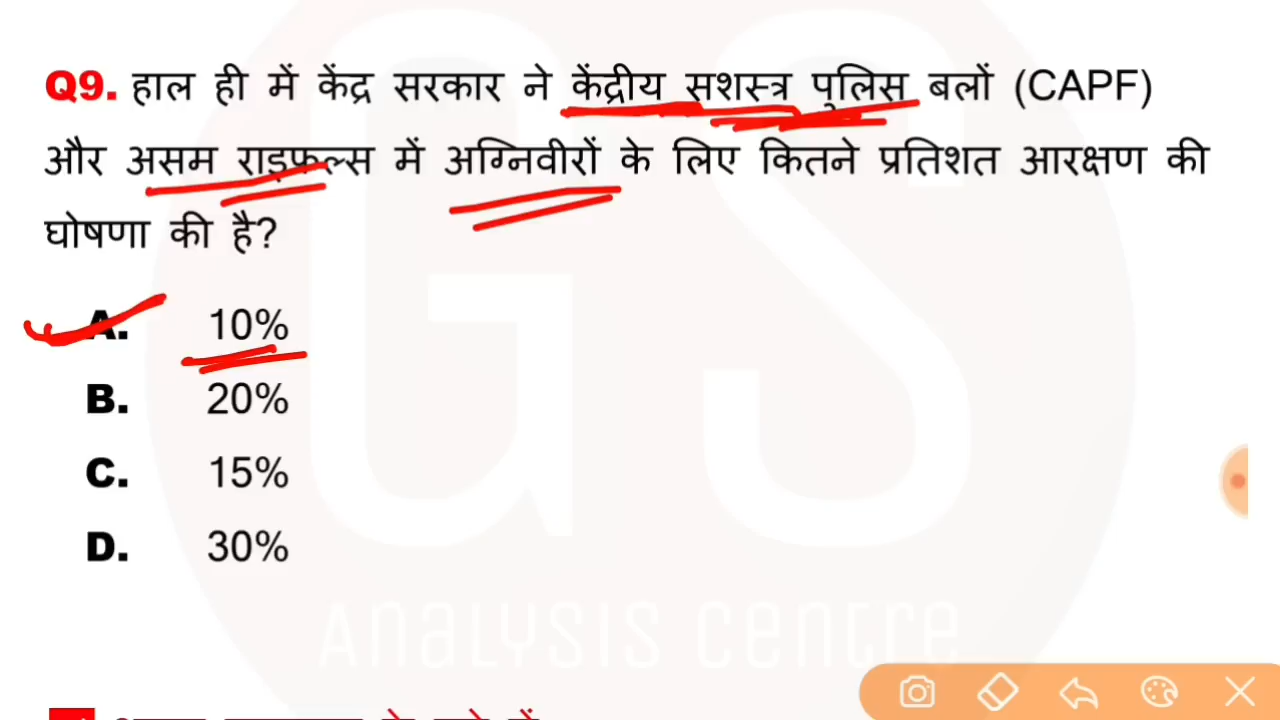 Q9. हाल ही में केंद्र सरकार ने केंद्रीय सशस्त्र पुलिस बलों (CAPF)
और असम राइफल्स में अग्निवीरों के लिए कितने प्रतिशत आरक्षण की
घोषणा की है?
A. 10%
B. 20%
C. 15%
D. 30%
GS
Analysis Centre